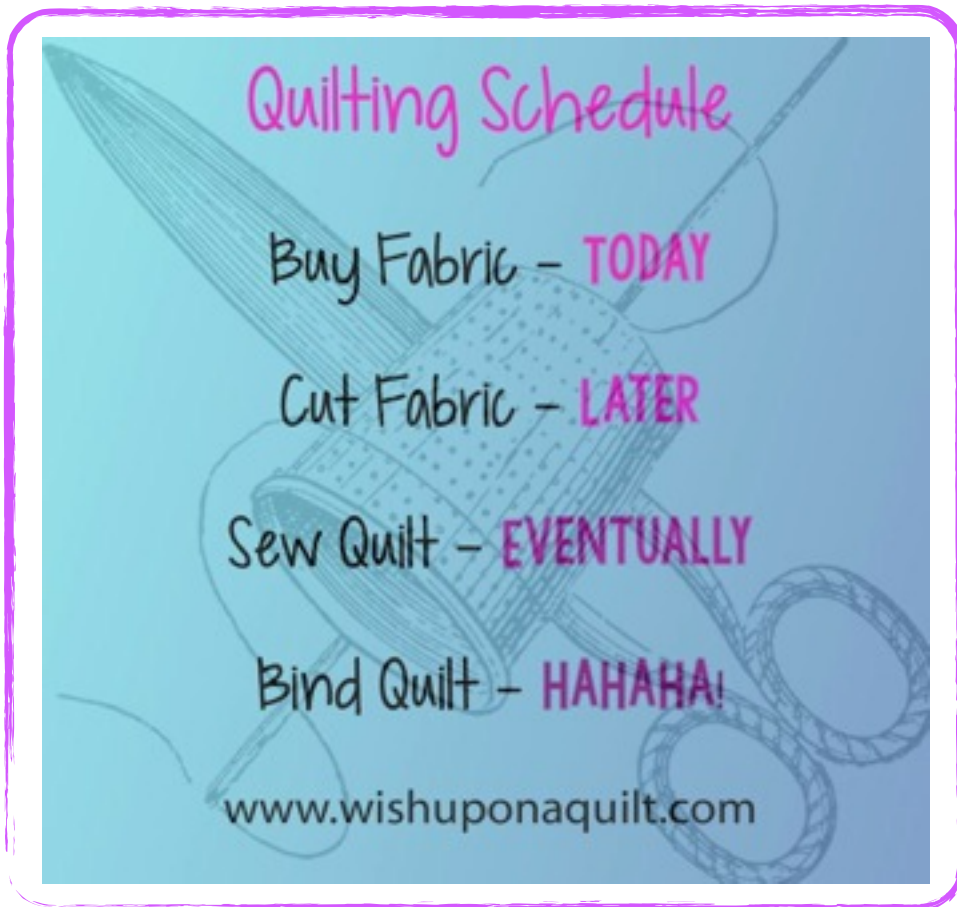 Quilting Schedule
Buy Fabric – TODAY
Cut Fabric – LATER
Sew Quilt – EVENTUALLY
Bind Quilt – HAHAHA!
www.wishuponaquilt.com